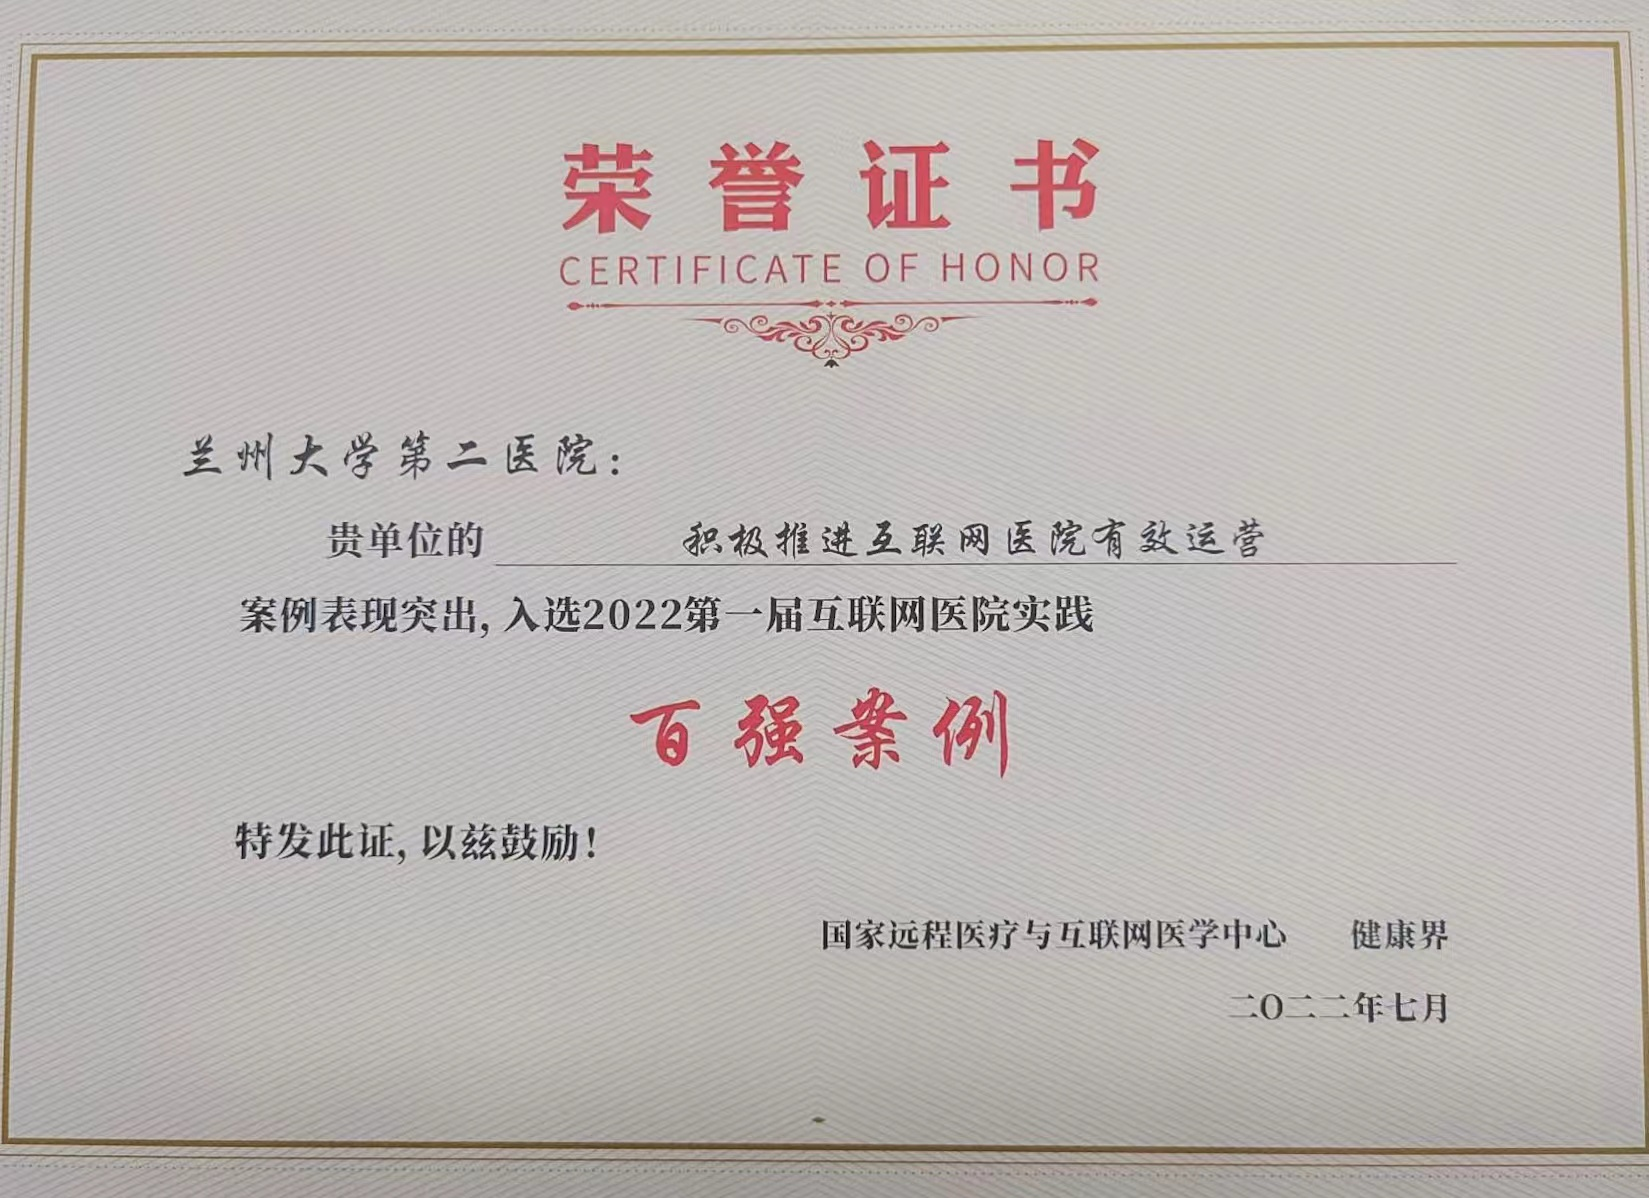 荣誉证书
CERTIFICATE OF HONOR
兰州大学第二医院：
贵单位的 积极推进互联网医院有效运营
案例表现突出，入选2022第一届互联网医院实践
百强案例
特发此证，以兹鼓励！
国家远程医疗与互联网医学中心 健康界
二〇二二年七月